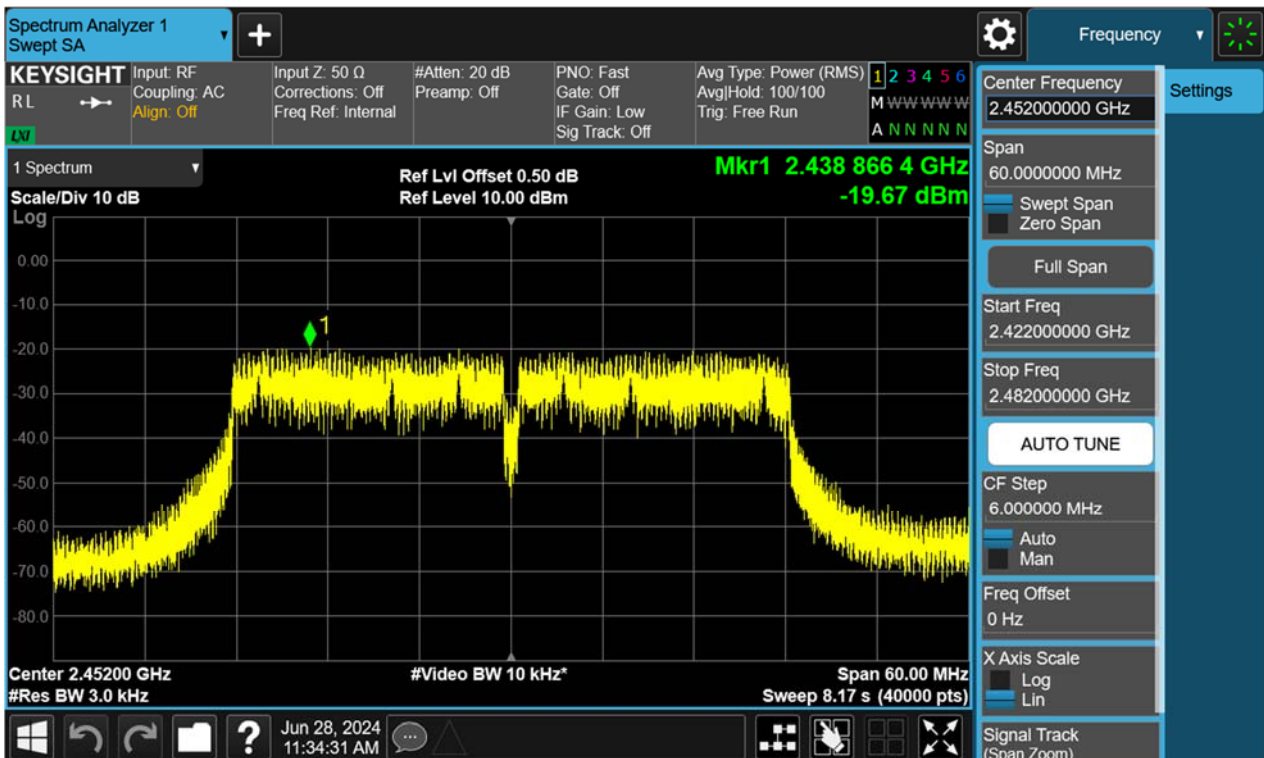 Spectrum Analyzer 1
Swept SA
+
Frequency
KEYSIGHT
R L
LXI
Input: RF
Coupling: AC
Align: Off
Input Z: 50 Ω
Corrections: Off
Freq Ref: Internal
#Atten: 20 dB
Preamp: Off
PNO: Fast
Gate: Off
IF Gain: Low
Sig Track: Off
Avg Type: Power (RMS)
Avg|Hold: 100/100
Trig: Free Run
1 2 3 4 5 6
M W W W W W
A N N N N N
Settings
Center Frequency
2.452000000 GHz
Span
60.0000000 MHz
Swept Span
Zero Span
Full Span
Start Freq
2.422000000 GHz
Stop Freq
2.482000000 GHz
AUTO TUNE
CF Step
6.000000 MHz
Auto
Man
Freq Offset
0 Hz
X Axis Scale
Log
Lin
Signal Track
(Span Zoom)
1 Spectrum
Scale/Div 10 dB
Log
Ref Lvl Offset 0.50 dB
Ref Level 10.00 dBm
Mkr1 2.438 866 4 GHz
-19.67 dBm
0.00
-10.0
1
-20.0
-30.0
-40.0
-50.0
-60.0
-70.0
-80.0
Center 2.45200 GHz
#Video BW 10 kHz*
Span 60.00 MHz
#Res BW 3.0 kHz
Sweep 8.17 s (40000 pts)
?
Jun 28, 2024
11:34:31 AM